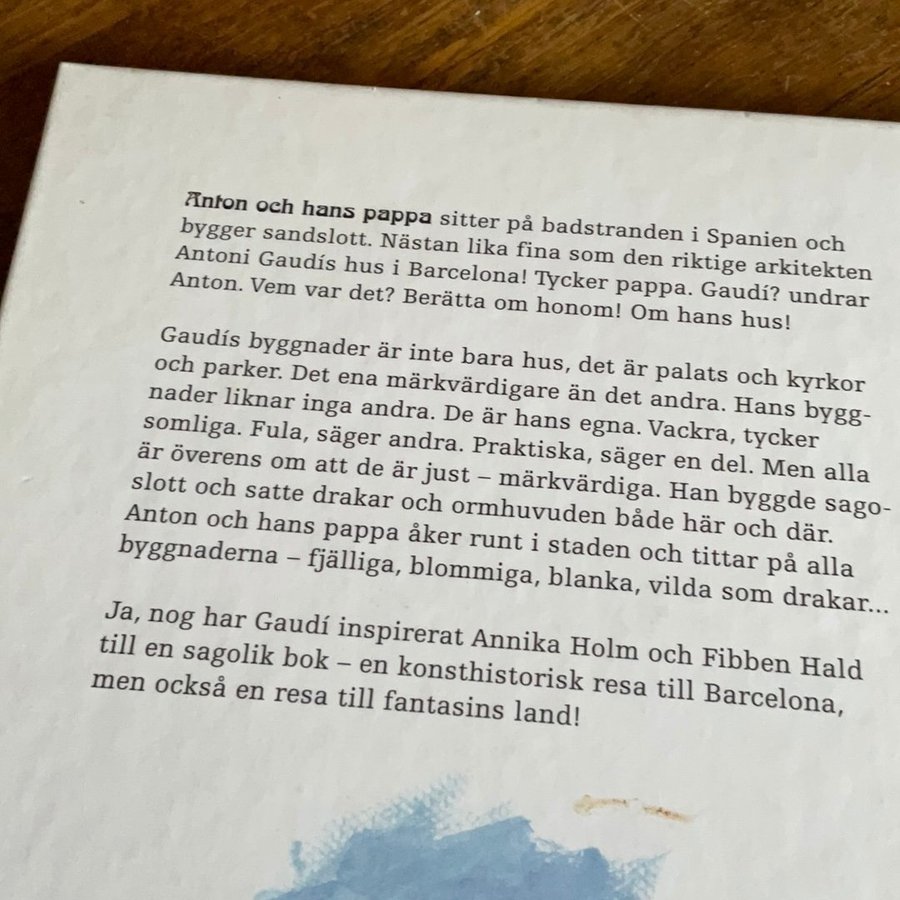 Anton och hans pappa sitter på badstranden i Spanien och
bygger sandslott. Nästan lika fina som den riktige arkitekten
Antoni Gaudís hus i Barcelona! Tycker pappa. Gaudí? undrar
Anton. Vem var det? Berätta om honom! Om hans hus!
Gaudís byggnader är inte bara hus, det är palats och kyrkor
och parker. Det ena märkvärdigare än det andra. Hans bygg-
nader liknar inga andra. De är hans egna. Vackra, tycker
somliga. Fula, säger andra. Praktiska, säger en del. Men alla
är överens om att de är just – märkvärdiga. Han byggde sago-
slott och satte drakar och ormhuvuden både här och där.
Anton och hans pappa åker runt i staden och tittar på alla
byggnaderna – fjälliga, blommiga, blanka, vilda som drakar...
Ja, nog har Gaudí inspirerat Annika Holm och Fibben Hald
till en sagolik bok – en konsthistorisk resa till Barcelona,
men också en resa till fantasins land!